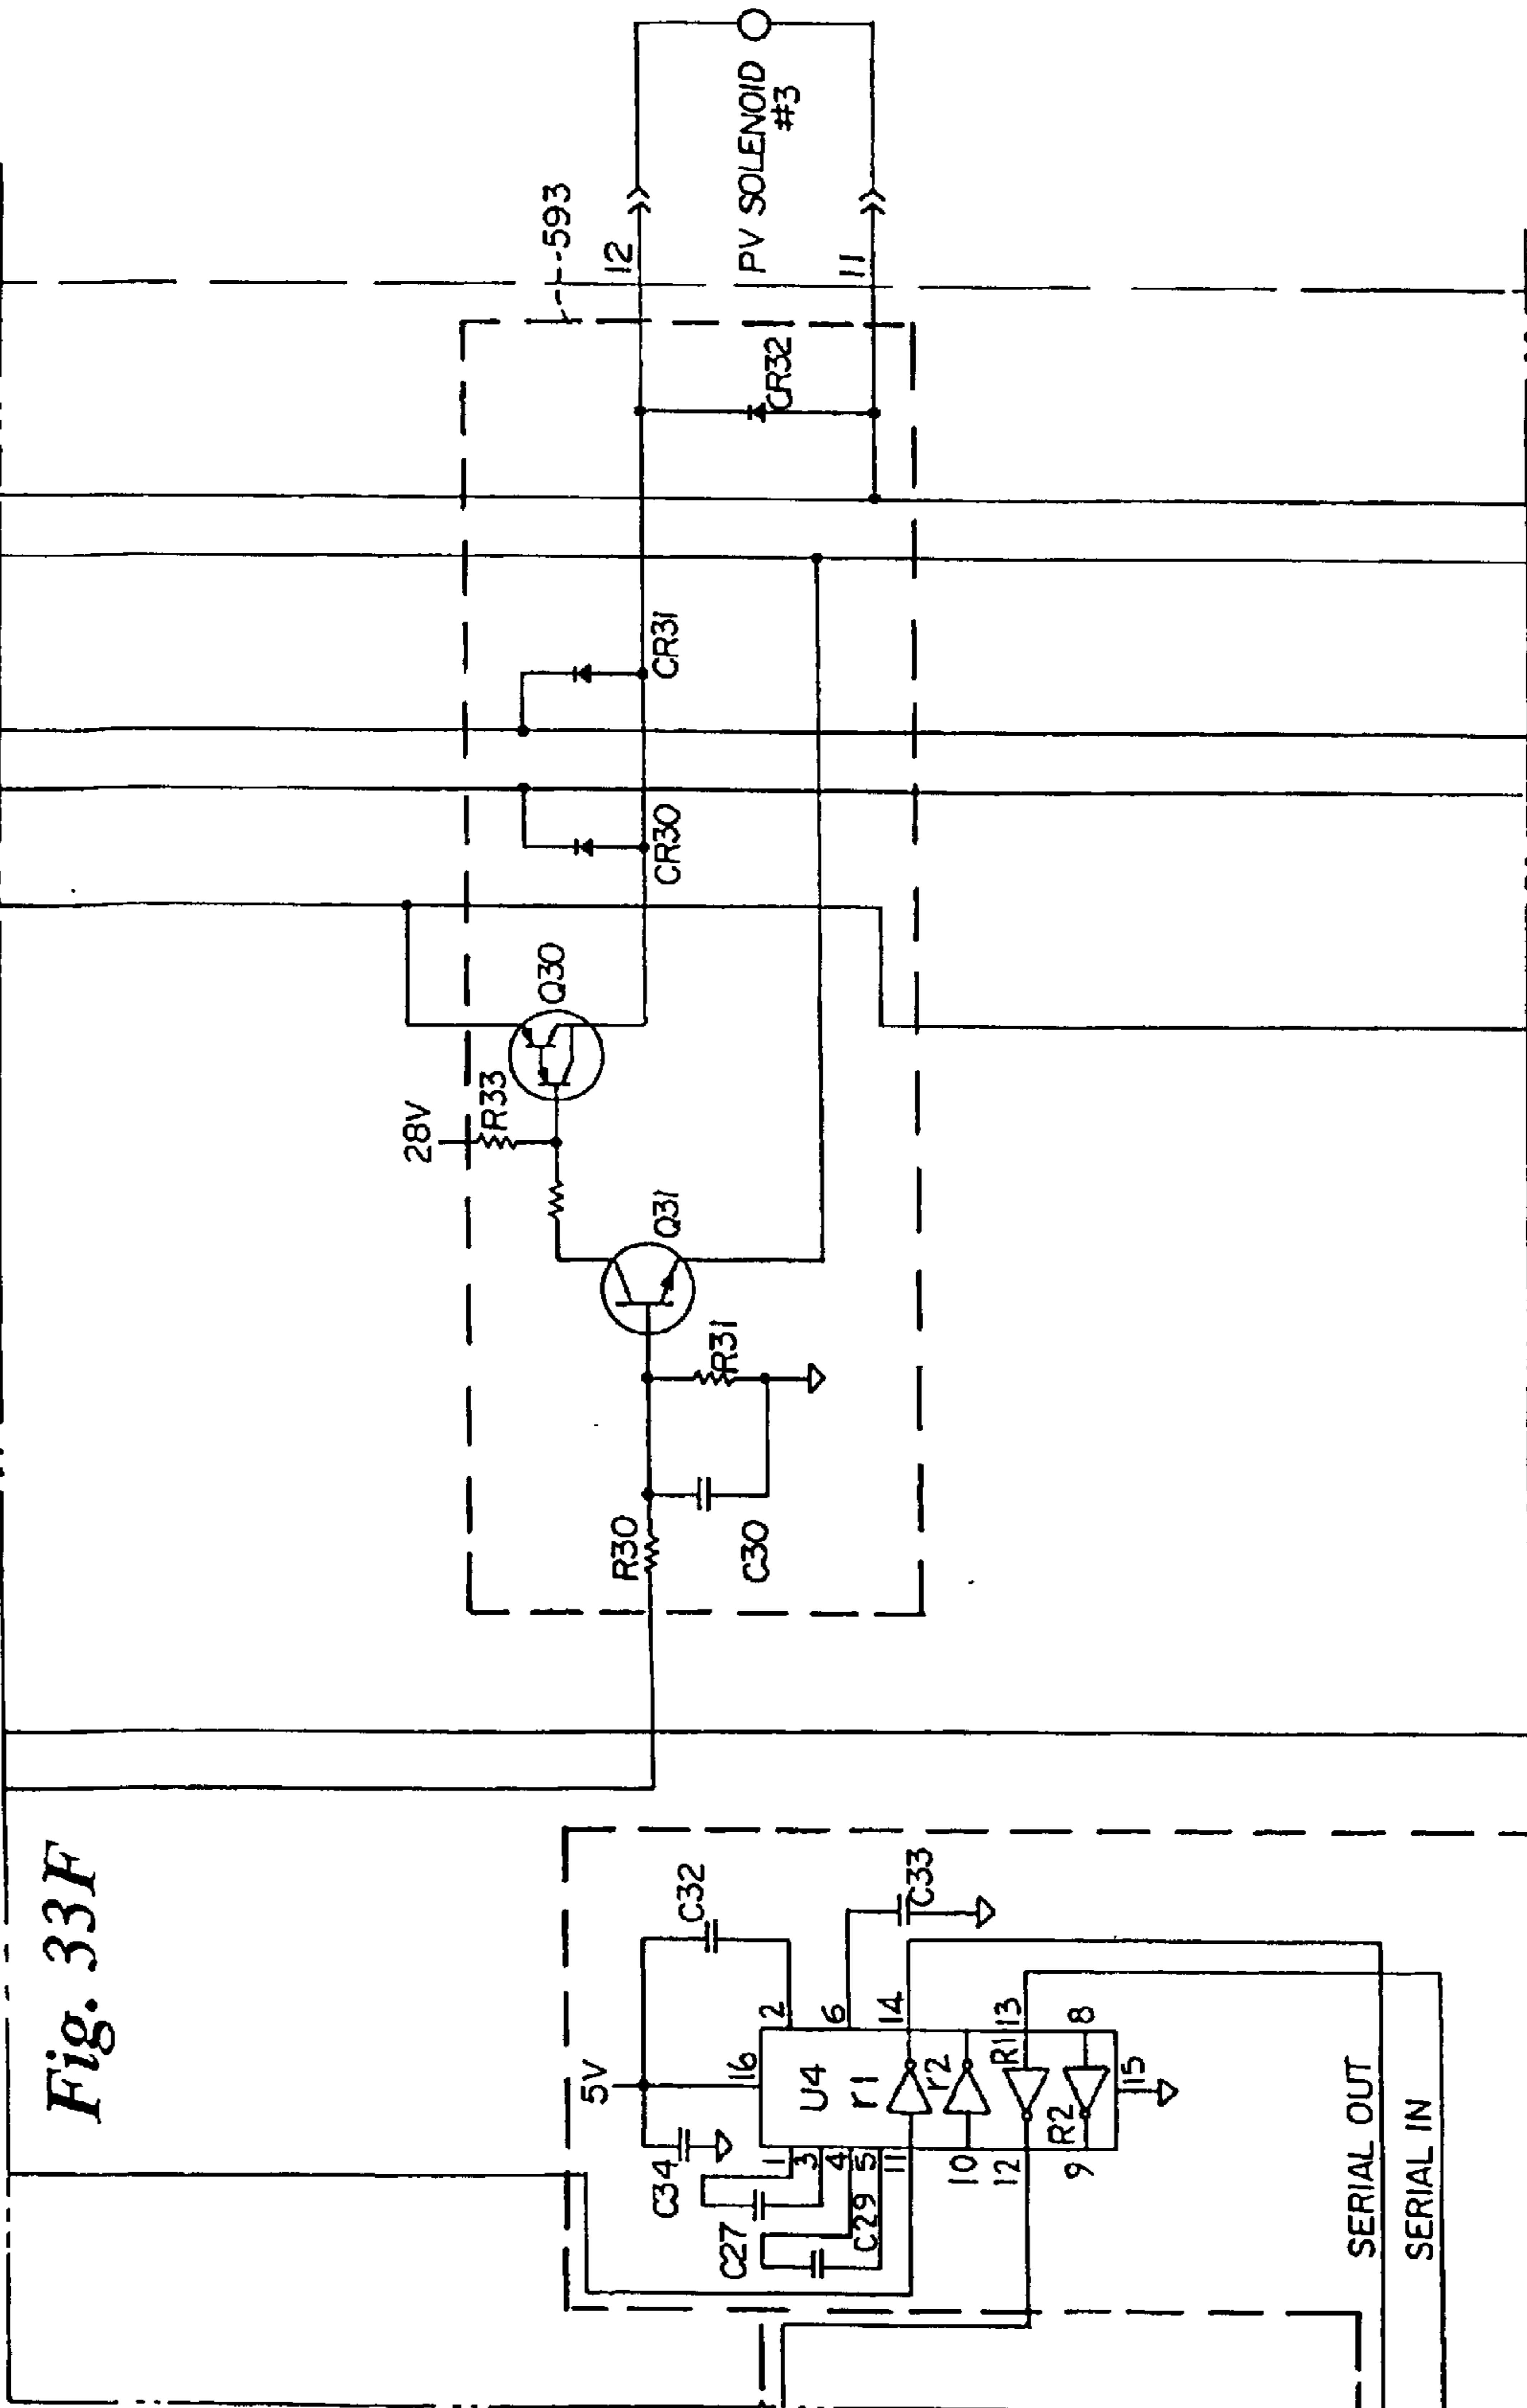 Fig. 33F
593
12
PV SOLENOID
#3
11
CR32
CR31
CR30
Q30
28V
R33
Q31
R31
R30
C30
5V
C32
C33
C34
C27
C29
16
2
6
14
13
8
15
1
3
4
5
11
10
12
9
U4
r1
r2
R1
R2
SERIAL OUT
SERIAL IN